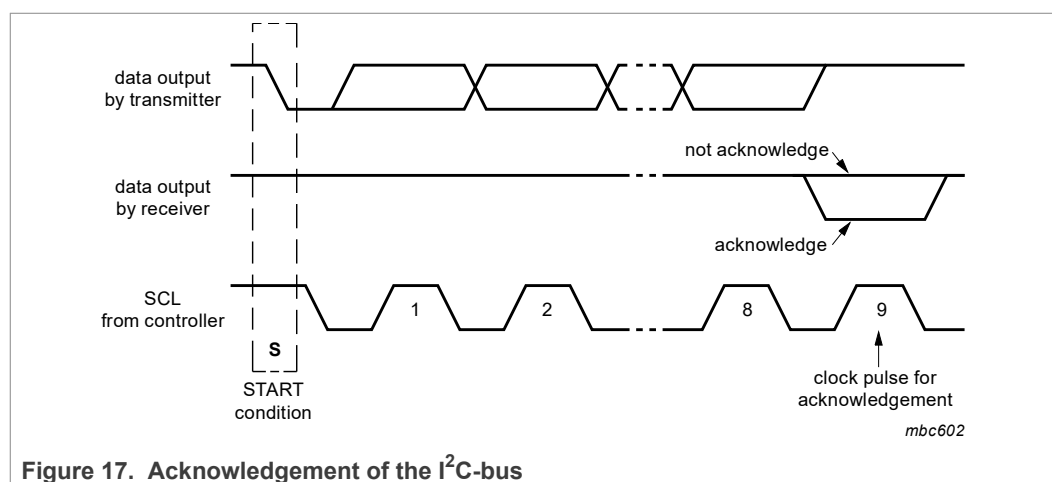 data output
by transmitter
not acknowledge
data output
by receiver
acknowledge
SCL
from controller
1
2
8
9
S
START
condition
clock pulse for
acknowledgement
mbc602
Figure 17. Acknowledgement of the I²C-bus